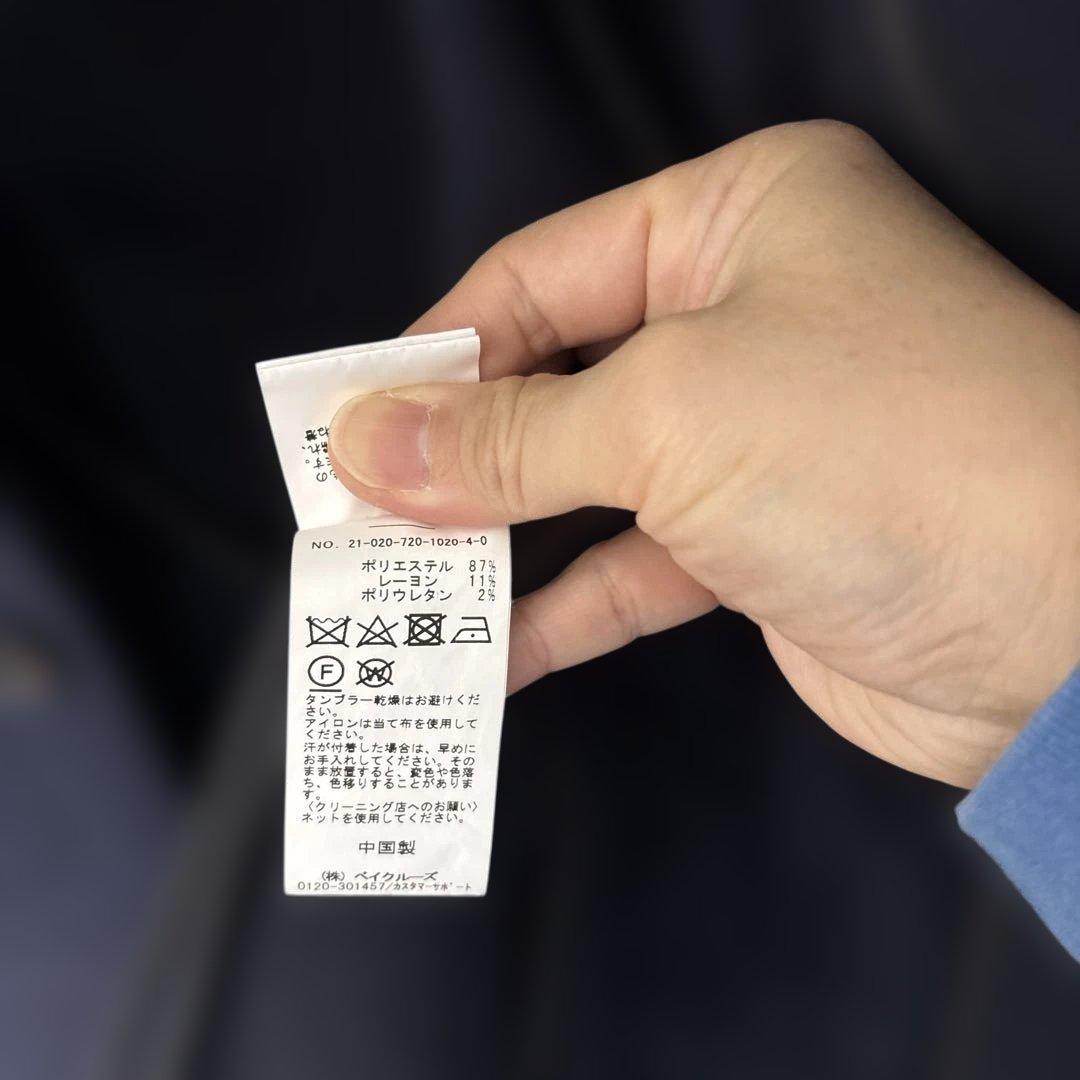 NO. 21-020-720-1020-4-0
ポリエステル 87%
レーヨン 11%
ポリウレタン 2%
F
W
タンブラー乾燥はお避けくだ
さい。
アイロンは当て布を使用して
ください。
汗が付着した場合は、早めに
お手入れしてください。その
まま放置すると、変色や色落
ち、色移りすることがありま
す。
〈クリーニング店へのお願い〉
ネットを使用してください。
中国製
(株) ベイクルーズ
0120-301457/カスタマーサポート